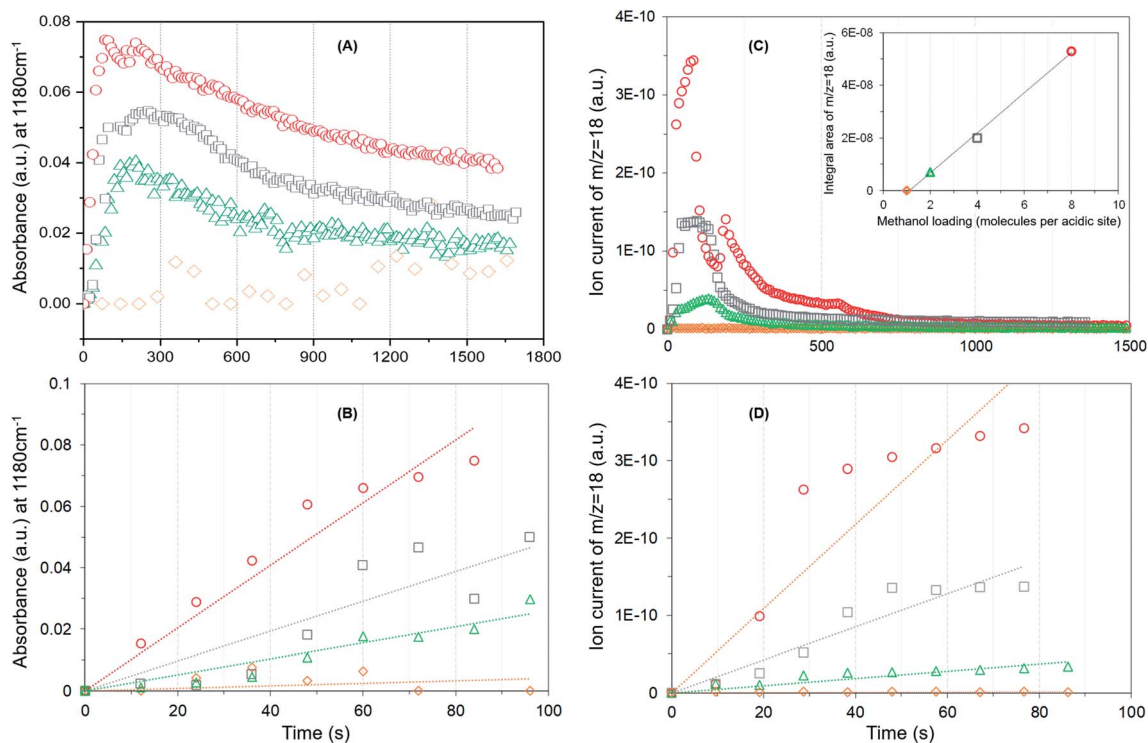 (A)
Absorbance (a.u.) at 1180cm-1
0.08
0.06
0.04
0.02
0.00
0 300 600 900 1200 1500 1800
(C)
Ion current of m/z=18 (a.u.)
4E-10
3E-10
2E-10
1E-10
0
0 500 1000 1500
Integral area of m/z=18 (a.u.)
6E-08
4E-08
2E-08
0
0 2 4 6 8 10
Methanol loading (molecules per acidic site)
(B)
Absorbance (a.u.) at 1180cm-1
0.1
0.08
0.06
0.04
0.02
0
0 20 40 60 80 100
Time (s)
(D)
Ion current of m/z=18 (a.u.)
4E-10
3E-10
2E-10
1E-10
0
0 20 40 60 80 100
Time (s)